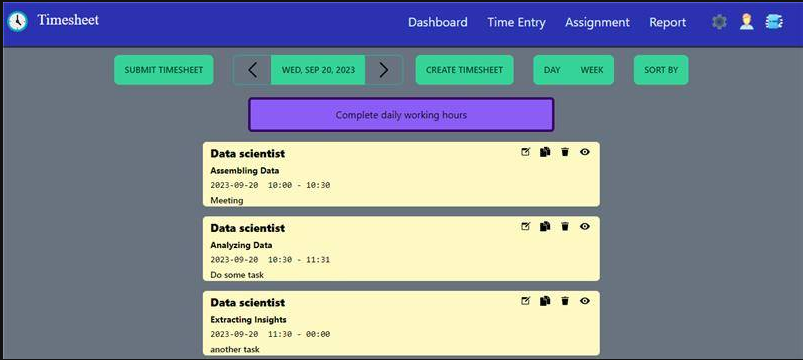 Timesheet
Dashboard Time Entry Assignment Report
SUBMIT TIMESHEET WED, SEP 20, 2023 CREATE TIMESHEET DAY WEEK SORT BY
Complete daily working hours
Data scientist
Assembling Data
2023-09-20 10:00 - 10:30
Meeting
Data scientist
Analyzing Data
2023-09-20 10:30 - 11:31
Do some task
Data scientist
Extracting Insights
2023-09-20 11:30 - 00:00
another task